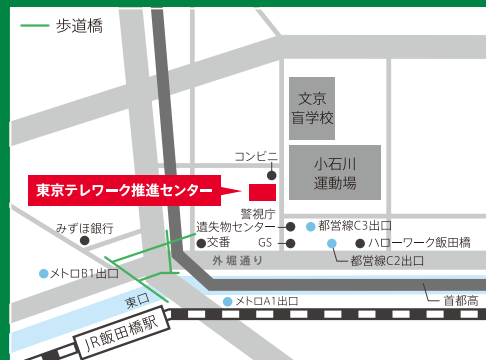 歩道橋
文京
盲学校
コンビニ
小石川
運動場
東京テレワーク推進センター
警視庁
遺失物センター
都営線C3出口
みずほ銀行
交番
GS
ハローワーク飯田橋
外堀通り
都営線C2出口
メトロB1出口
東口
メトロA1出口
首都高
JR飯田橋駅